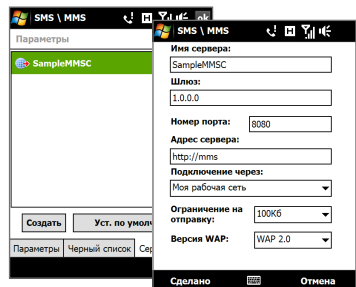 SMS \ MMS
ok
Параметры
SampleMMSC
Создать
Уст. по умол
Параметры
Черный список
Сер
SMS \ MMS
Имя сервера:
SampleMMSC
Шлюз:
1.0.0.0
Номер порта: 8080
Адрес сервера:
http://mms
Подключение через:
Моя рабочая сеть
Ограничение на
отправку: 100Кб
Версия WAP: WAP 2.0
Сделано
Отмена